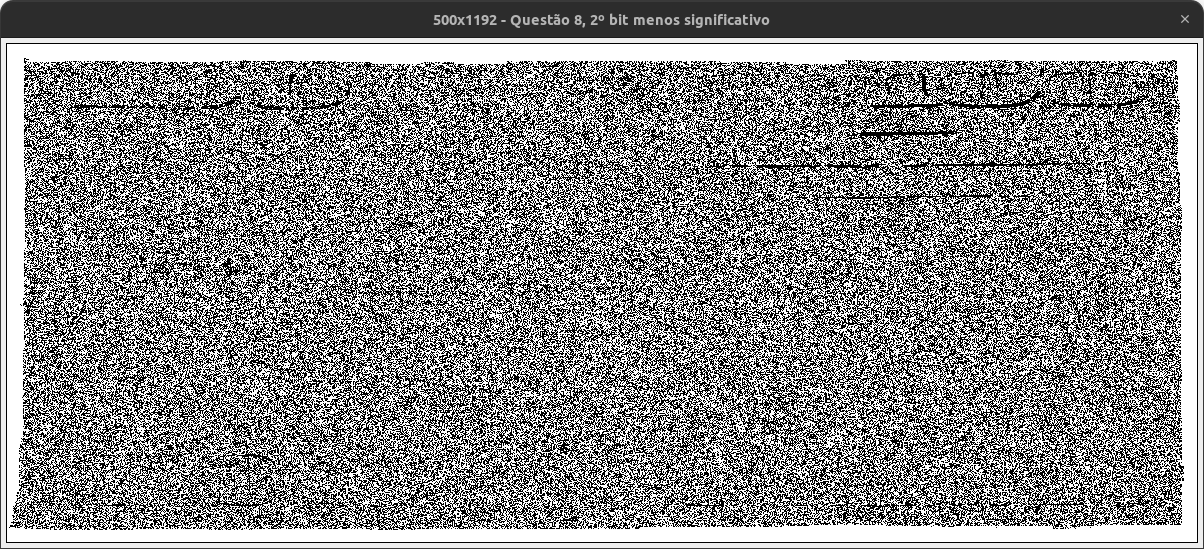 500x1192 - Questão 8, 2º bit menos significativo